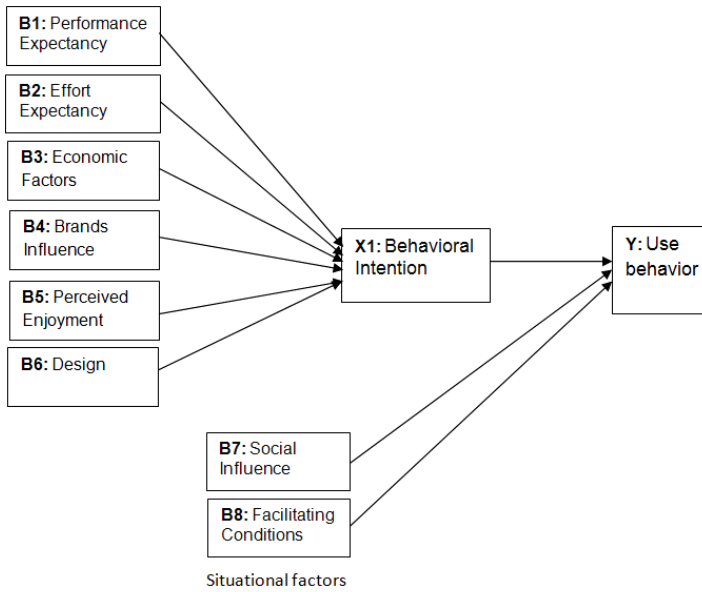 B1: Performance
Expectancy
B2: Effort
Expectancy
B3: Economic
Factors
B4: Brands
Influence
B5: Perceived
Enjoyment
B6: Design
X1: Behavioral
Intention
Y: Use
behavior
B7: Social
Influence
B8: Facilitating
Conditions
Situational factors